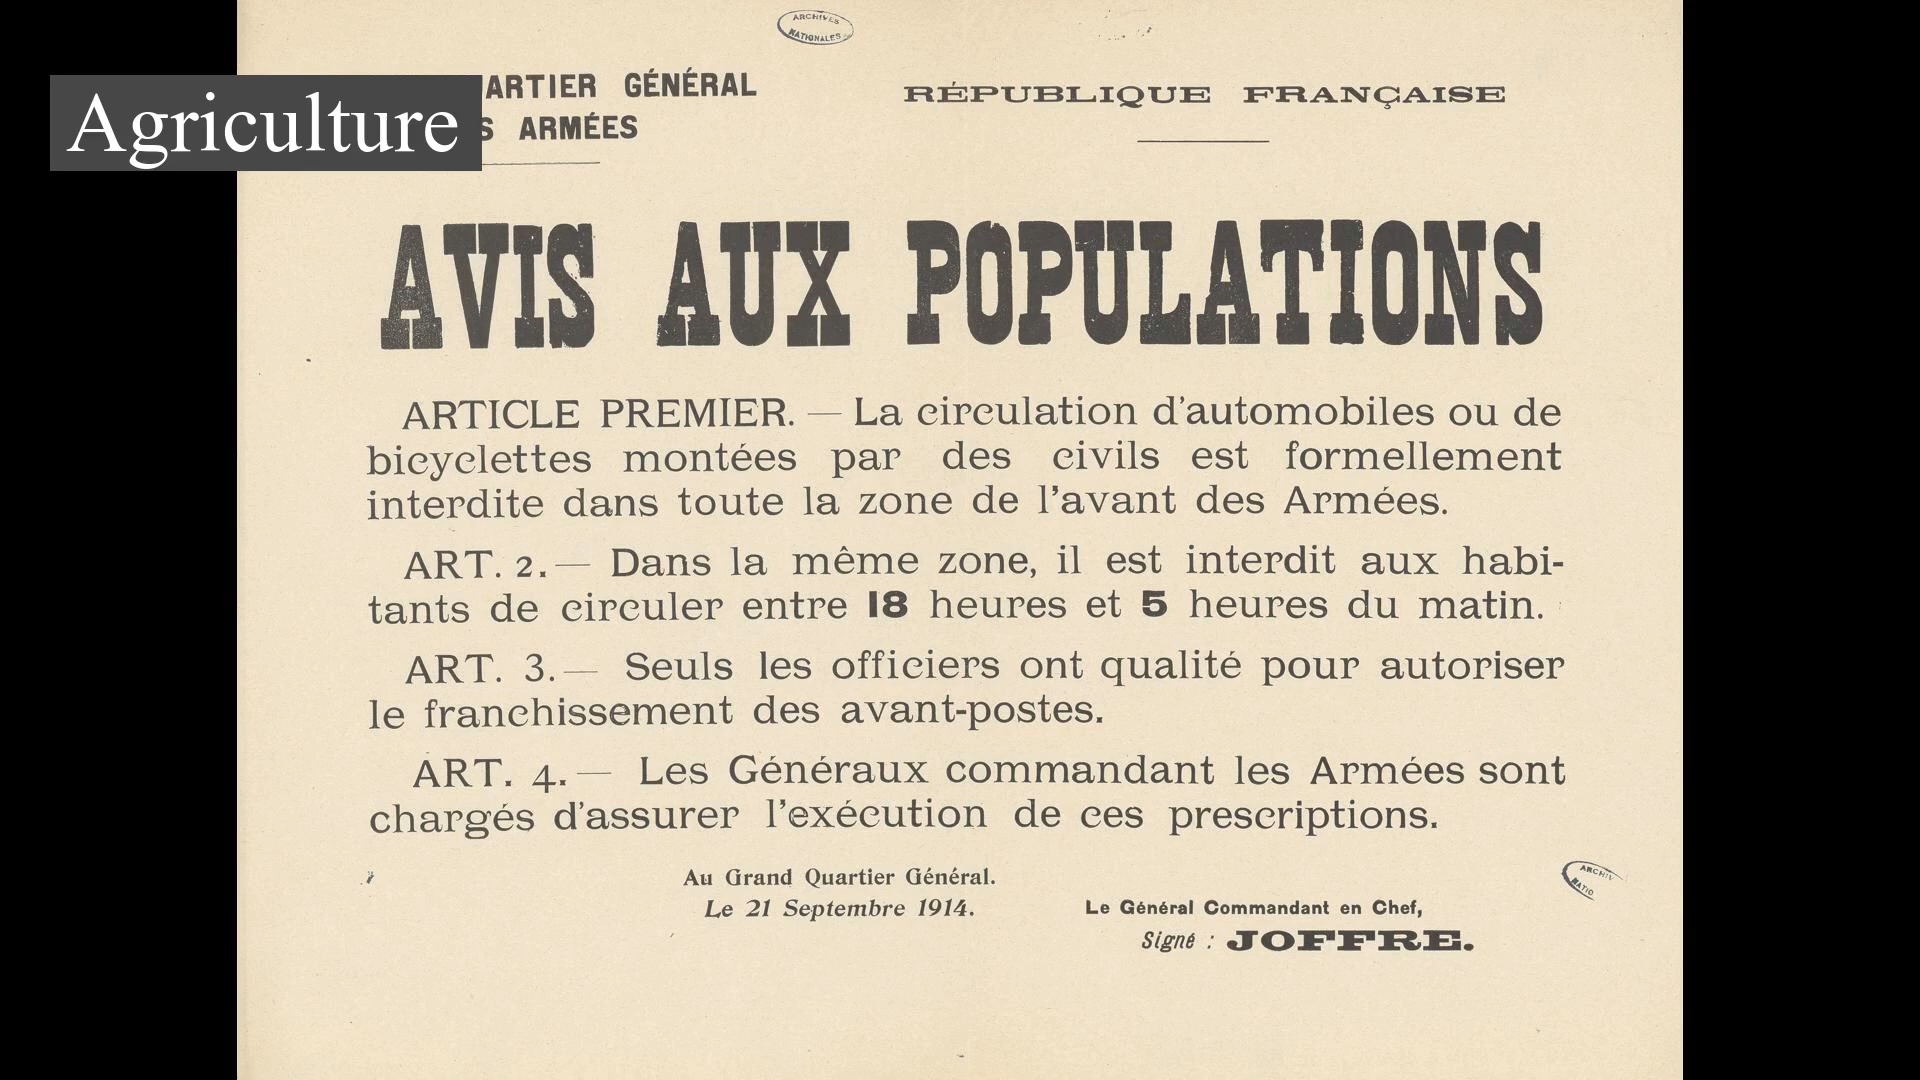 ARCHIVES
NATIONALES
Agriculture
ARTIER GÉNÉRAL
S ARMÉES
RÉPUBLIQUE FRANÇAISE
AVIS AUX POPULATIONS
ARTICLE PREMIER. — La circulation d'automobiles ou de
bicyclettes montées par des civils est formellement
interdite dans toute la zone de l'avant des Armées.
ART. 2. — Dans la même zone, il est interdit aux habi-
tants de circuler entre 18 heures et 5 heures du matin.
ART. 3. — Seuls les officiers ont qualité pour autoriser
le franchissement des avant-postes.
ART. 4. — Les Généraux commandant les Armées sont
chargés d'assurer l'exécution de ces prescriptions.
Au Grand Quartier Général.
Le 21 Septembre 1914.
Le Général Commandant en Chef,
Signé : JOFFRE.
ARCHIV
NATIO